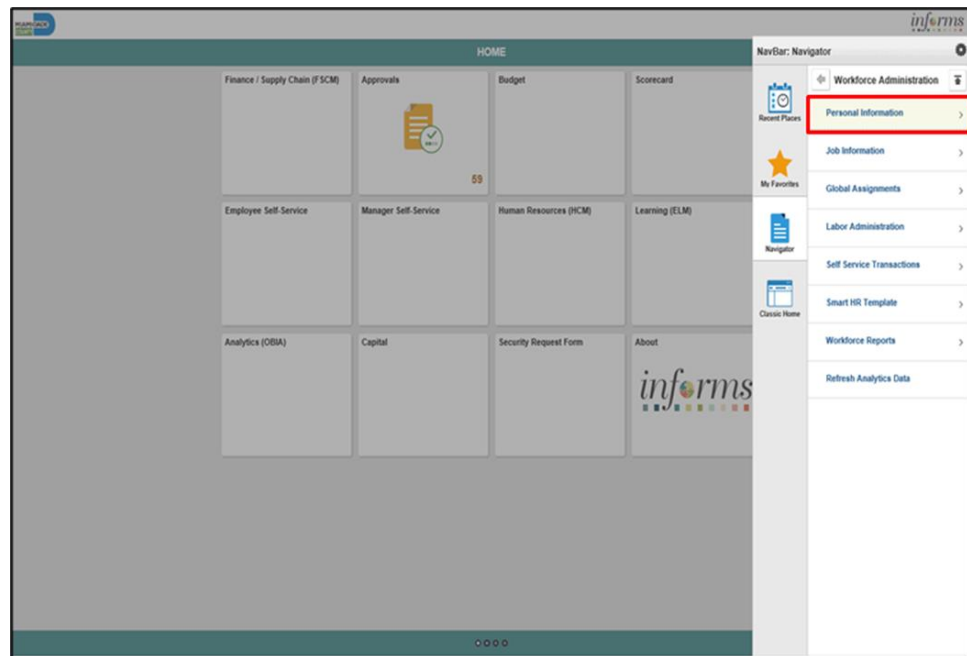 MIAMI-DADE
COUNTY
informs
HOME
NavBar: Navigator
Finance / Supply Chain (FSCM)
Approvals
Budget
Scorecard
59
Employee Self-Service
Manager Self-Service
Human Resources (HCM)
Learning (ELM)
Analytics (OBIA)
Capital
Security Request Form
About
informs
Recent Places
My Favorites
Navigator
Classic Home
Workforce Administration
Personal Information
Job Information
Global Assignments
Labor Administration
Self Service Transactions
Smart HR Template
Workforce Reports
Refresh Analytics Data